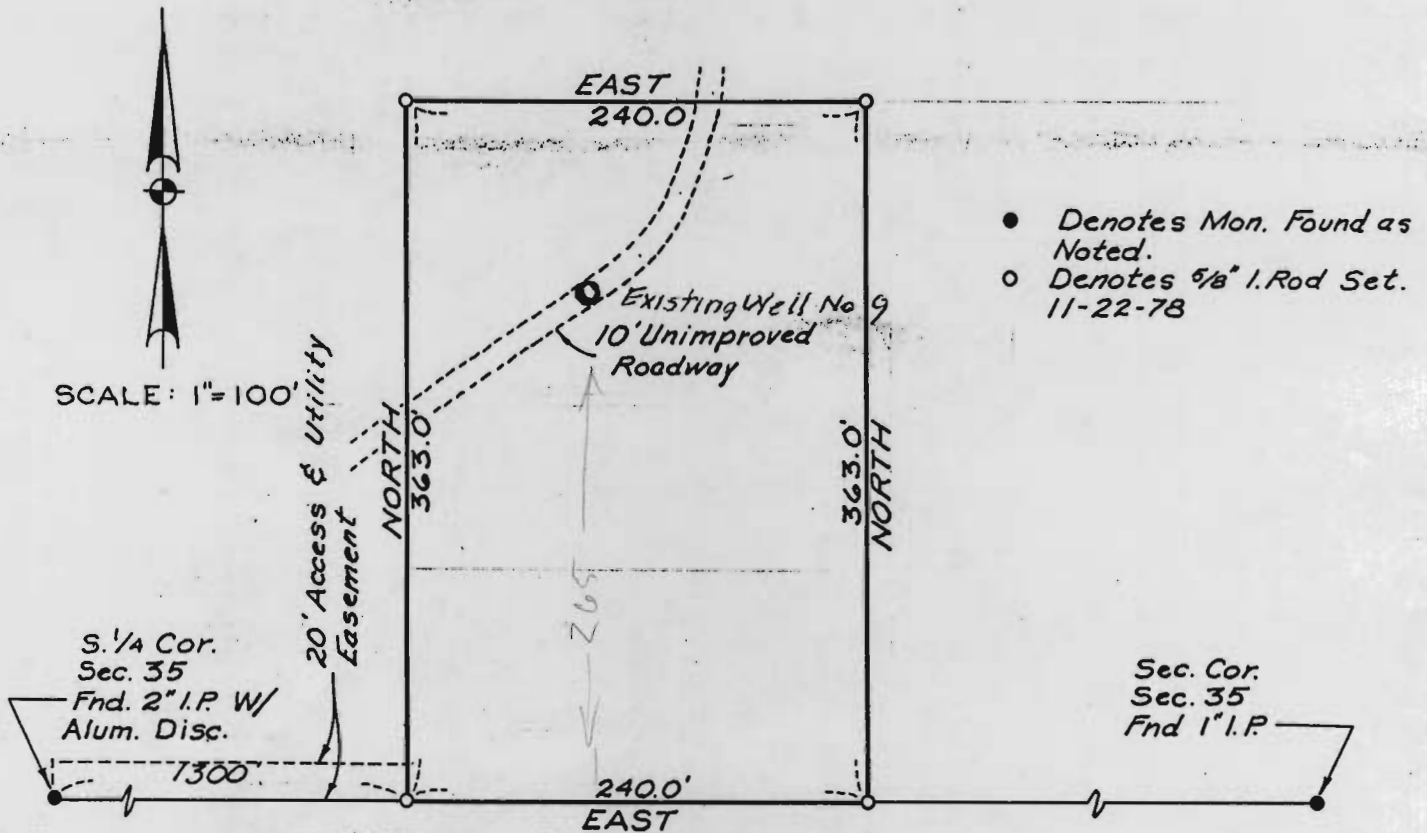 EAST
240.0'
● Denotes Mon. Found as
Noted.
○ Denotes 5/8" I. Rod Set.
11-22-78
Existing Well No 9
10' Unimproved
Roadway
SCALE: 1"=100'
20' Access & Utility
Easement
NORTH
363.0'
363.0'
NORTH
265
S. 1/4 Cor.
Sec. 35
Fnd. 2" I.P. W/
Alum. Disc.
1300'
Sec. Cor.
Sec. 35
Fnd 1" I.P.
240.0'
EAST